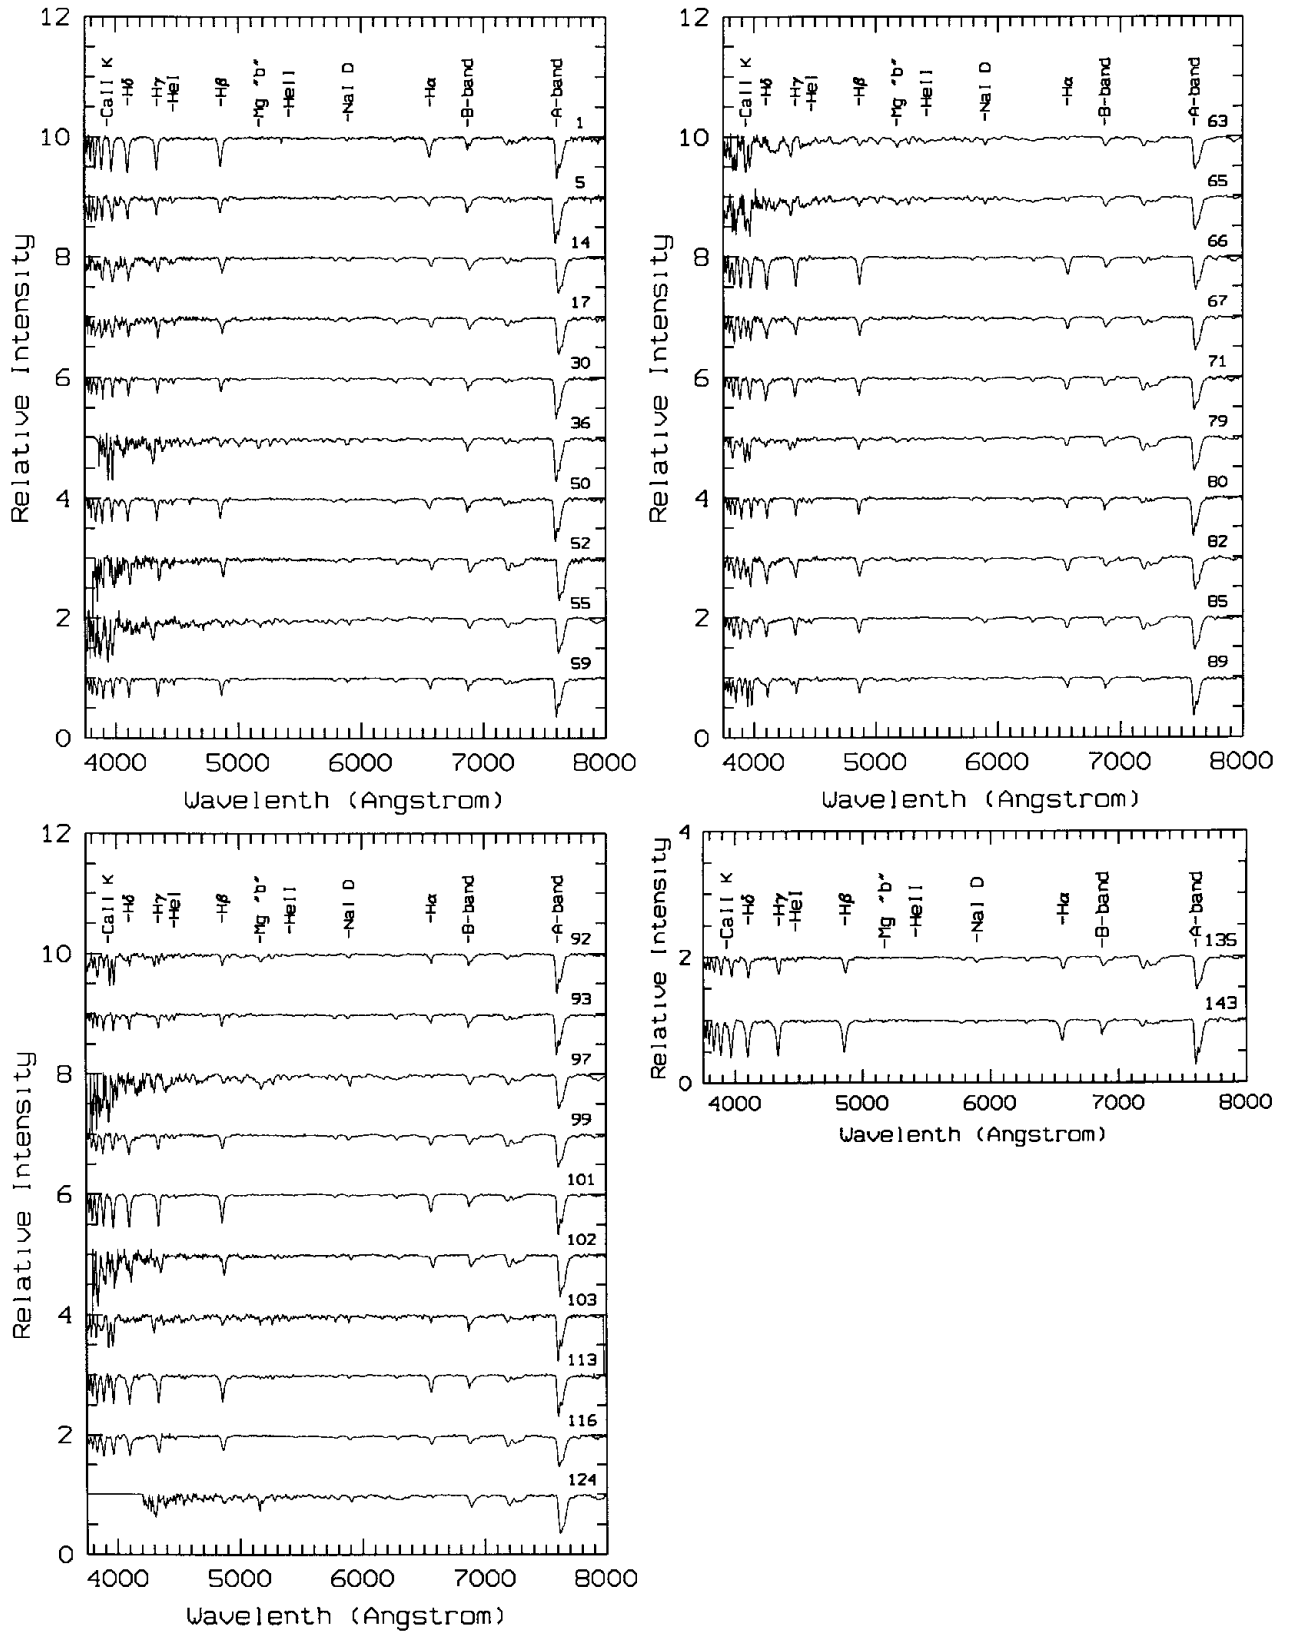 12
10
8
6
4
2
0
Relative Intensity
-CaII K
-Hδ
-Hγ
-HeI
-Hβ
-Mg "b"
-HeII
-NaI D
-Hα
-B-band
-A-band
1
5
14
17
30
36
50
52
55
59
4000 5000 6000 7000 8000
Wavelenth (Angstrom)
12
10
8
6
4
2
0
Relative Intensity
-CaII K
-Hδ
-Hγ
-HeI
-Hβ
-Mg "b"
-HeII
-NaI D
-Hα
-B-band
-A-band
63
65
66
67
71
79
80
82
85
89
4000 5000 6000 7000 8000
Wavelenth (Angstrom)
12
10
8
6
4
2
0
Relative Intensity
-CaII K
-Hδ
-Hγ
-HeI
-Hβ
-Mg "b"
-HeII
-NaI D
-Hα
-B-band
-A-band
92
93
97
99
101
102
103
113
116
124
4000 5000 6000 7000 8000
Wavelenth (Angstrom)
4
2
0
Relative Intensity
-CaII K
-Hδ
-Hγ
-HeI
-Hβ
-Mg "b"
-HeII
-NaI D
-Hα
-B-band
-A-band
135
143
4000 5000 6000 7000 8000
Wavelenth (Angstrom)